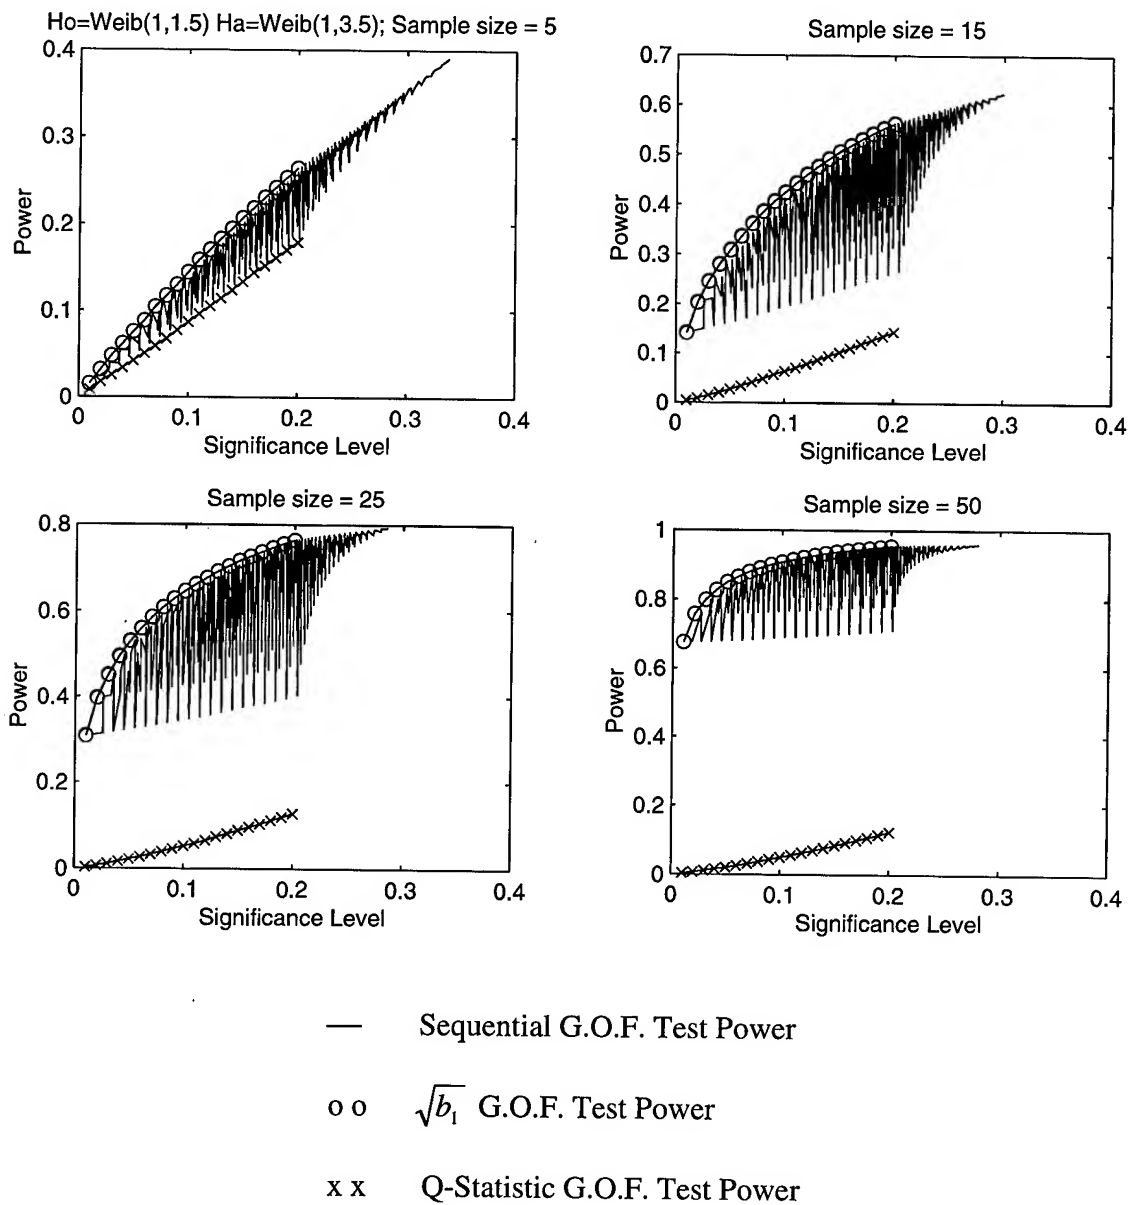 Ho=Weib(1,1.5) Ha=Weib(1,3.5); Sample size = 5
0.4
0.3
0.2
0.1
0
Power
0
0.1
0.2
0.3
0.4
Significance Level
Sample size = 15
0.7
0.6
0.5
0.4
0.3
0.2
0.1
0
Power
0
0.1
0.2
0.3
0.4
Significance Level
Sample size = 25
0.8
0.6
0.4
0.2
0
Power
0
0.1
0.2
0.3
0.4
Significance Level
Sample size = 50
1
0.8
0.6
0.4
0.2
0
Power
0
0.1
0.2
0.3
0.4
Significance Level
— Sequential G.O.F. Test Power
o o √b₁ G.O.F. Test Power
x x Q-Statistic G.O.F. Test Power